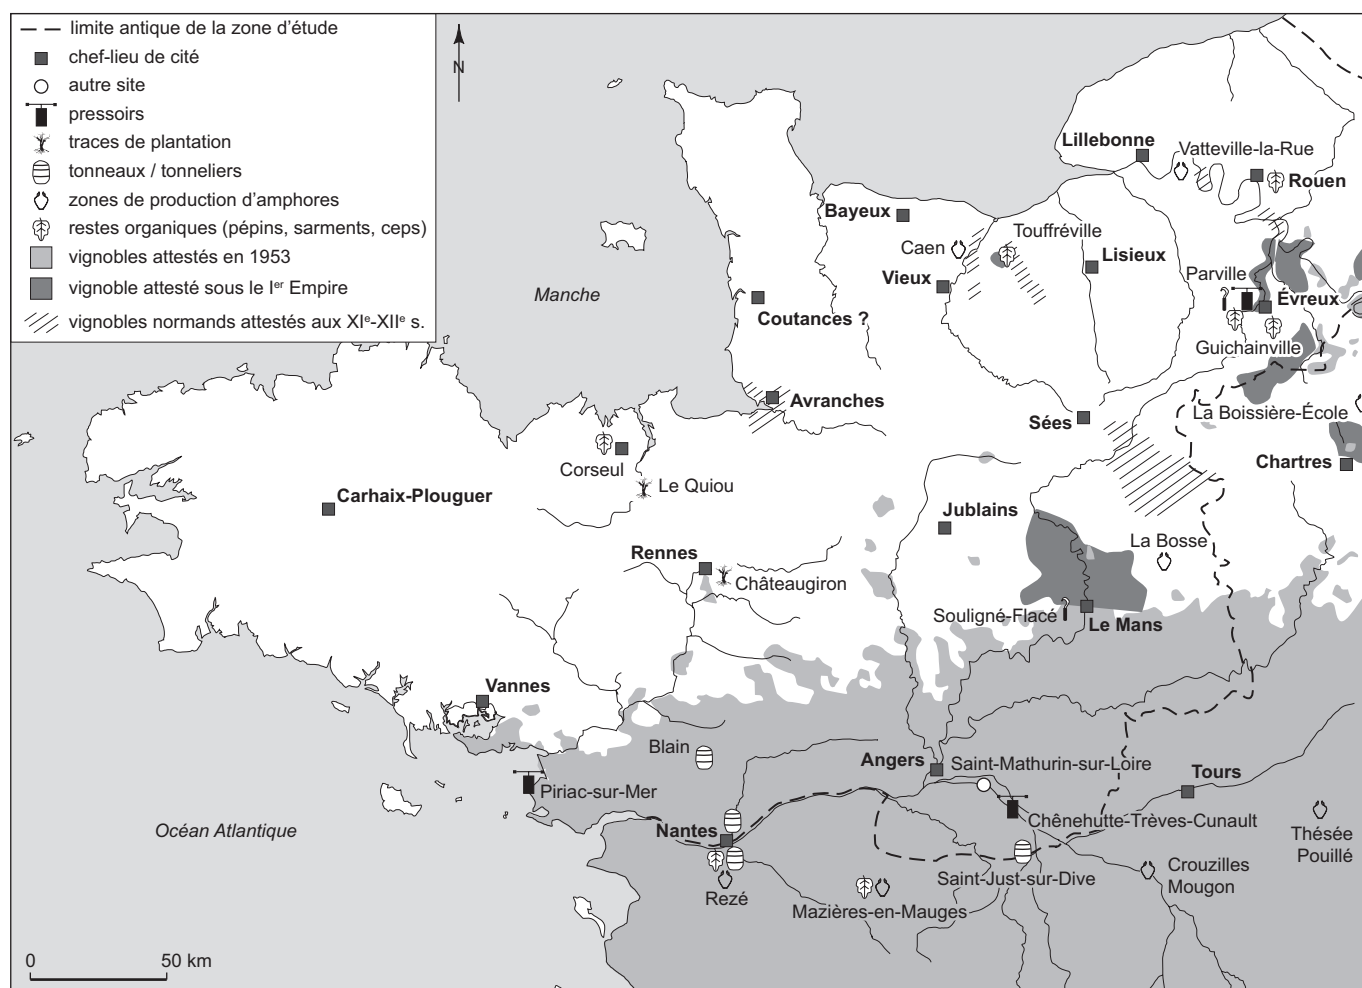 limite antique de la zone d'étude
chef-lieu de cité
autre site
pressoirs
traces de plantation
tonneaux / tonneliers
zones de production d'amphores
restes organiques (pépins, sarments, ceps)
vignobles attestés en 1953
vignoble attesté sous le Ier Empire
vignobles normands attestés aux XIe-XIIe s.
N
Lillebonne
Vatteville-la-Rue
Rouen
Bayeux
Caen
Touffréville
Lisieux
Vieux
Parville
Évreux
Manche
Coutances ?
Guichainville
Avranches
Sées
La Boissière-École
Corseul
Chartres
Le Quiou
Carhaix-Plouguer
Jublains
La Bosse
Rennes
Châteaugiron
Souligné-Flacé
Le Mans
Vannes
Blain
Angers
Saint-Mathurin-sur-Loire
Tours
Piriac-sur-Mer
Chênehutte-Trèves-Cunault
Océan Atlantique
Nantes
Thésée
Pouillé
Crouzilles
Mougon
Saint-Just-sur-Dive
Rezé
Mazières-en-Mauges
0
50 km